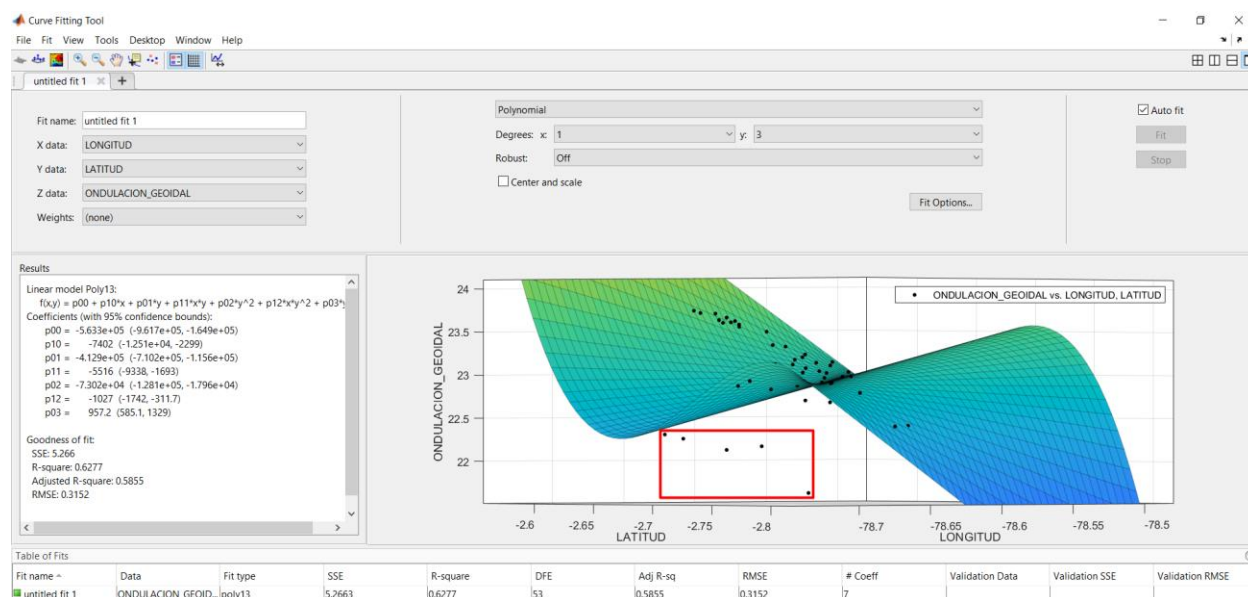 Curve Fitting Tool
File Fit View Tools Desktop Window Help
untitled fit 1
Fit name: untitled fit 1
X data: LONGITUD
Y data: LATITUD
Z data: ONDULACION_GEOIDAL
Weights: (none)
Polynomial
Degrees: x: 1 y: 3
Robust: Off
Center and scale
Fit Options...
Auto fit
Fit
Stop
Results
Linear model Poly13:
f(x,y) = p00 + p10*x + p01*y + p11*x*y + p02*y^2 + p12*x*y^2 + p03*y
Coefficients (with 95% confidence bounds):
p00 = -5.633e+05 (-9.617e+05, -1.649e+05)
p10 = -7402 (-1.251e+04, -2299)
p01 = -4.129e+05 (-7.102e+05, -1.156e+05)
p11 = -5516 (-9338, -1693)
p02 = -7.302e+04 (-1.281e+05, -1.796e+04)
p12 = -1027 (-1742, -311.7)
p03 = 957.2 (585.1, 1329)
Goodness of fit:
SSE: 5.266
R-square: 0.6277
Adjusted R-square: 0.5855
RMSE: 0.3152
ONDULACION_GEOIDAL vs. LONGITUD, LATITUD
ONDULACION_GEOIDAL
24
23.5
23
22.5
22
-2.6 -2.65 -2.7 -2.75 -2.8 -78.7 -78.65 -78.6 -78.55 -78.5
LATITUD LONGITUD
Table of Fits
Fit name Data Fit type SSE R-square DFE Adj R-sq RMSE # Coeff Validation Data Validation SSE Validation RMSE
untitled fit 1 ONDULACION_GEOID... poly13 5.2663 0.6277 53 0.5855 0.3152 7